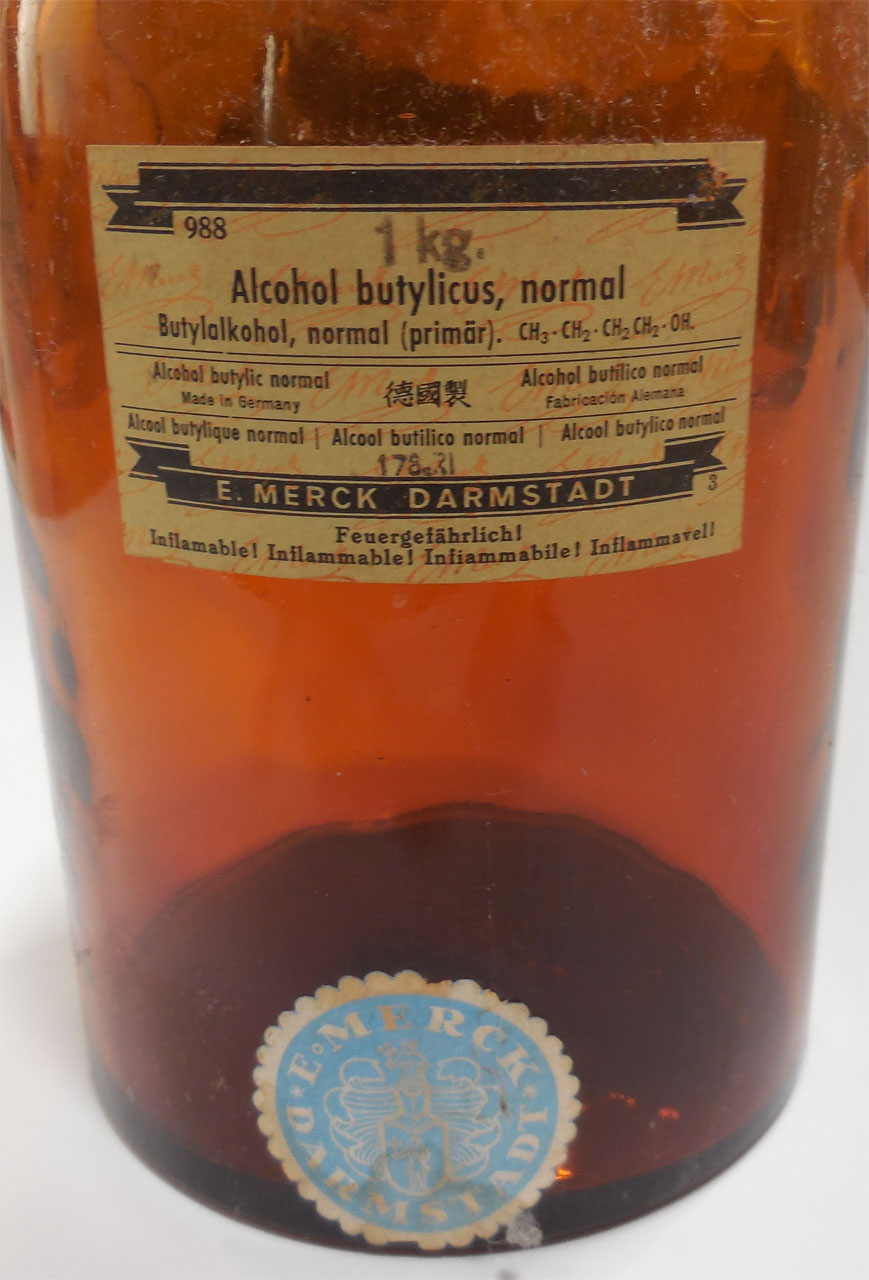 988
1 kg.
Alcohol butylicus, normal
Butylalkohol, normal (primär). CH₃·CH₂·CH₂CH₂·OH.
Alcohol butylic normal
Made in Germany
德國製
Alcohol butílico normal
Fabricación Alemana
Alcool butylique normal | Alcool butilico normal | Alcool butylico normal
E. MERCK DARMSTADT
3
Feuergefährlich!
Inflamable! Inflammable! Infiammabile! Inflammavel!
E. MERCK · DARMSTADT